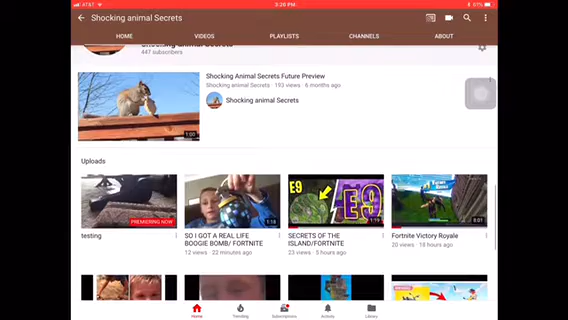 AT&T
3:26 PM
61%
Shocking animal Secrets
HOME
VIDEOS
PLAYLISTS
CHANNELS
ABOUT
447 subscribers
Shocking Animal Secrets Future Preview
Shocking animal Secrets · 193 views · 6 months ago
Shocking animal Secrets
1:00
Uploads
E9
E9
PREMIERING NOW
1:18
1:19
8:01
testing
SO I GOT A REAL LIFE
BOOGIE BOMB/ FORTNITE
12 views · 22 minutes ago
SECRETS OF THE
ISLAND/FORTNITE
23 views · 5 hours ago
Fortnite Victory Royale
20 views · 18 hours ago
Home
Trending
Subscriptions
Activity
Library